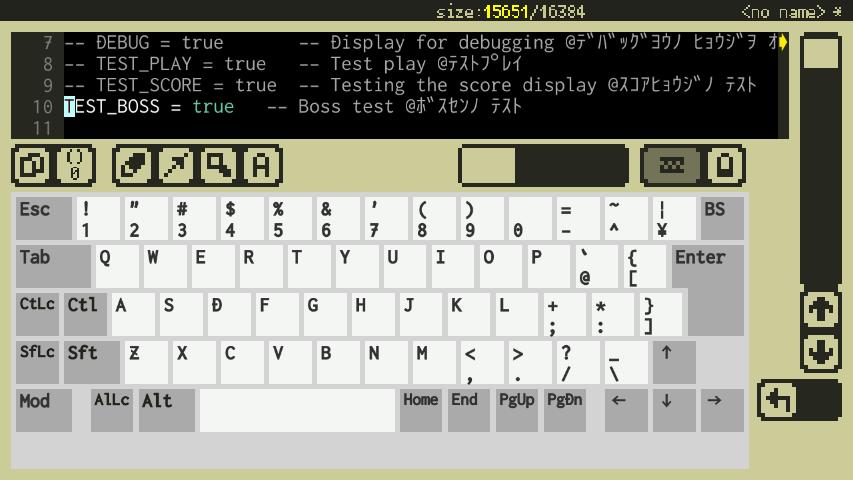 size:15651/16384 <no name> *
7 -- DEBUG = true -- Display for debugging @ﾃﾞﾊﾞｯｸﾞﾖｳﾉ ﾋｮｳｼﾞｦ ｵ
8 -- TEST_PLAY = true -- Test play @ﾃｽﾄﾌﾟﾚｲ
9 -- TEST_SCORE = true -- Testing the score display @ｽｺｱﾋｮｳｼﾞﾉ ﾃｽﾄ
10 TEST_BOSS = true -- Boss test @ﾎﾞｽｾﾝﾉ ﾃｽﾄ
11
() 0 A
Esc ! " # $ % & ' ( ) = ~ | BS
1 2 3 4 5 6 7 8 9 0 - ^ ¥
Tab Q W E R T Y U I O P ` { Enter
@ [
CtLc Ctl A S D F G H J K L + * }
; : ]
SfLc Sft Z X C V B N M < > ? _ ↑
, . / \
Mod AlLc Alt Home End PgUp PgDn ← ↓ →